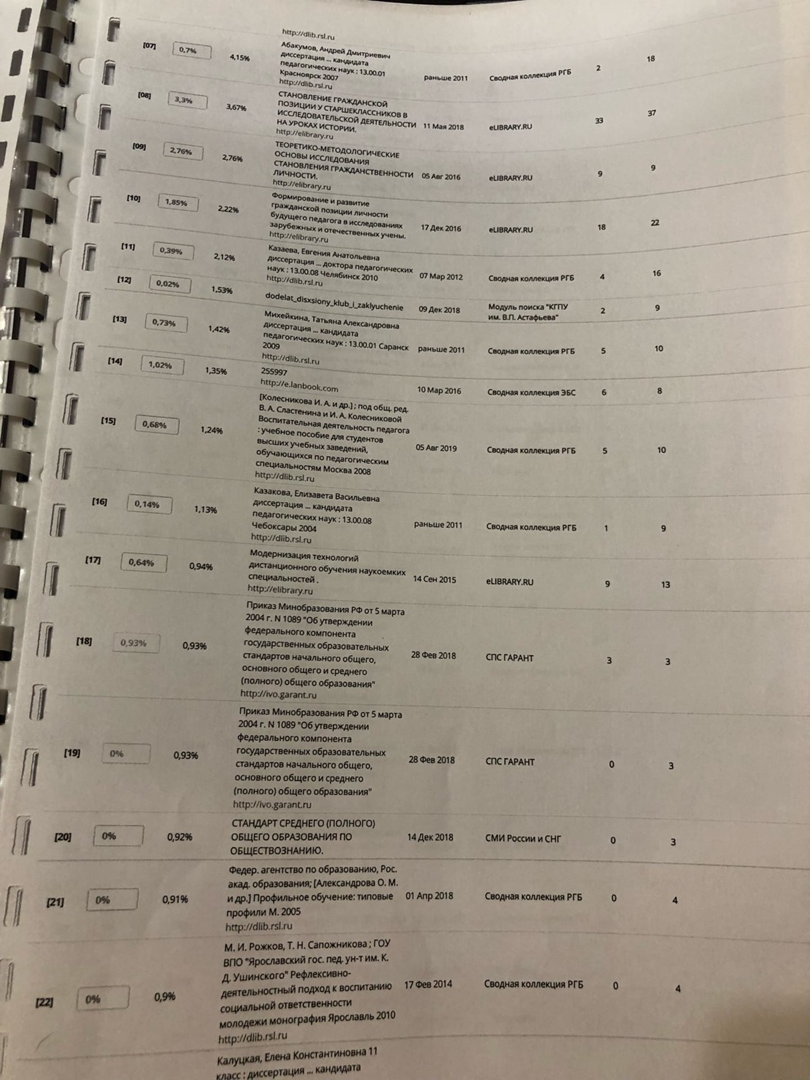 http://dlib.rsl.ru
[07] 0,7% 4,15% Абакумов, Андрей Дмитриевич
диссертация ... кандидата
педагогических наук : 13.00.01 раньше 2011 Сводная коллекция РГБ 2 18
Красноярск 2007
http://dlib.rsl.ru
[08] 3,3% 3,67% СТАНОВЛЕНИЕ ГРАЖДАНСКОЙ
ПОЗИЦИИ У СТАРШЕКЛАССНИКОВ В
ИССЛЕДОВАТЕЛЬСКОЙ ДЕЯТЕЛЬНОСТИ 11 Мая 2018 eLIBRARY.RU 33 37
НА УРОКАХ ИСТОРИИ.
http://elibrary.ru
[09] 2,76% 2,76% ТЕОРЕТИКО-МЕТОДОЛОГИЧЕСКИЕ
ОСНОВЫ ИССЛЕДОВАНИЯ
СТАНОВЛЕНИЯ ГРАЖДАНСТВЕННОСТИ 05 Авг 2016 eLIBRARY.RU 9 9
ЛИЧНОСТИ.
http://elibrary.ru
[10] 1,85% 2,22% Формирование и развитие
гражданской позиции личности
будущего педагога в исследованиях 17 Дек 2016 eLIBRARY.RU 18 22
зарубежных и отечественных учены.
http://elibrary.ru
[11] 0,39% 2,12% Казаева, Евгения Анатольевна
диссертация ... доктора педагогических 07 Мар 2012 Сводная коллекция РГБ 4 16
наук : 13.00.08 Челябинск 2010
http://dlib.rsl.ru
[12] 0,02% 1,53% dodelat_disxsiony_klub_i_zaklyuchenie 09 Дек 2018 Модуль поиска "КГПУ 2 9
им. В.П. Астафьева"
[13] 0,73% 1,42% Михейкина, Татьяна Александровна
диссертация ... кандидата
педагогических наук : 13.00.01 Саранск раньше 2011 Сводная коллекция РГБ 5 10
2009
http://dlib.rsl.ru
[14] 1,02% 1,35% 255997 10 Мар 2016 Сводная коллекция ЭБС 6 8
http://e.lanbook.com
[15] 0,68% 1,24% [Колесникова И. А. и др.] ; под общ. ред.
В. А. Сластенина и И. А. Колесниковой
Воспитательная деятельность педагога
: учебное пособие для студентов 05 Авг 2019 Сводная коллекция РГБ 5 10
высших учебных заведений,
обучающихся по педагогическим
специальностям Москва 2008
http://dlib.rsl.ru
[16] 0,14% 1,13% Казакова, Елизавета Васильевна
диссертация ... кандидата
педагогических наук : 13.00.08 раньше 2011 Сводная коллекция РГБ 1 9
Чебоксары 2004
http://dlib.rsl.ru
[17] 0,64% 0,94% Модернизация технологий
дистанционного обучения наукоемких 14 Сен 2015 eLIBRARY.RU 9 13
специальностей .
http://elibrary.ru
[18] 0,93% 0,93% Приказ Минобразования РФ от 5 марта
2004 г. N 1089 "Об утверждении
федерального компонента
государственных образовательных 28 Фев 2018 СПС ГАРАНТ 3 3
стандартов начального общего,
основного общего и среднего
(полного) общего образования"
http://ivo.garant.ru
[19] 0% 0,93% Приказ Минобразования РФ от 5 марта
2004 г. N 1089 "Об утверждении
федерального компонента
государственных образовательных 28 Фев 2018 СПС ГАРАНТ 0 3
стандартов начального общего,
основного общего и среднего
(полного) общего образования"
http://ivo.garant.ru
[20] 0% 0,92% СТАНДАРТ СРЕДНЕГО (ПОЛНОГО)
ОБЩЕГО ОБРАЗОВАНИЯ ПО 14 Дек 2018 СМИ России и СНГ 0 3
ОБЩЕСТВОЗНАНИЮ.
[21] 0% 0,91% Федер. агентство по образованию, Рос.
акад. образования; [Александрова О. М.
и др.] Профильное обучение: типовые 01 Апр 2018 Сводная коллекция РГБ 0 4
профили М. 2005
http://dlib.rsl.ru
[22] 0% 0,9% М. И. Рожков, Т. Н. Сапожникова ; ГОУ
ВПО "Ярославский гос. пед. ун-т им. К.
Д. Ушинского" Рефлексивно-
деятельностный подход к воспитанию 17 Фев 2014 Сводная коллекция РГБ 0 4
социальной ответственности
молодежи монография Ярославль 2010
http://dlib.rsl.ru
Калуцкая, Елена Константиновна 11
класс : диссертация ... кандидата